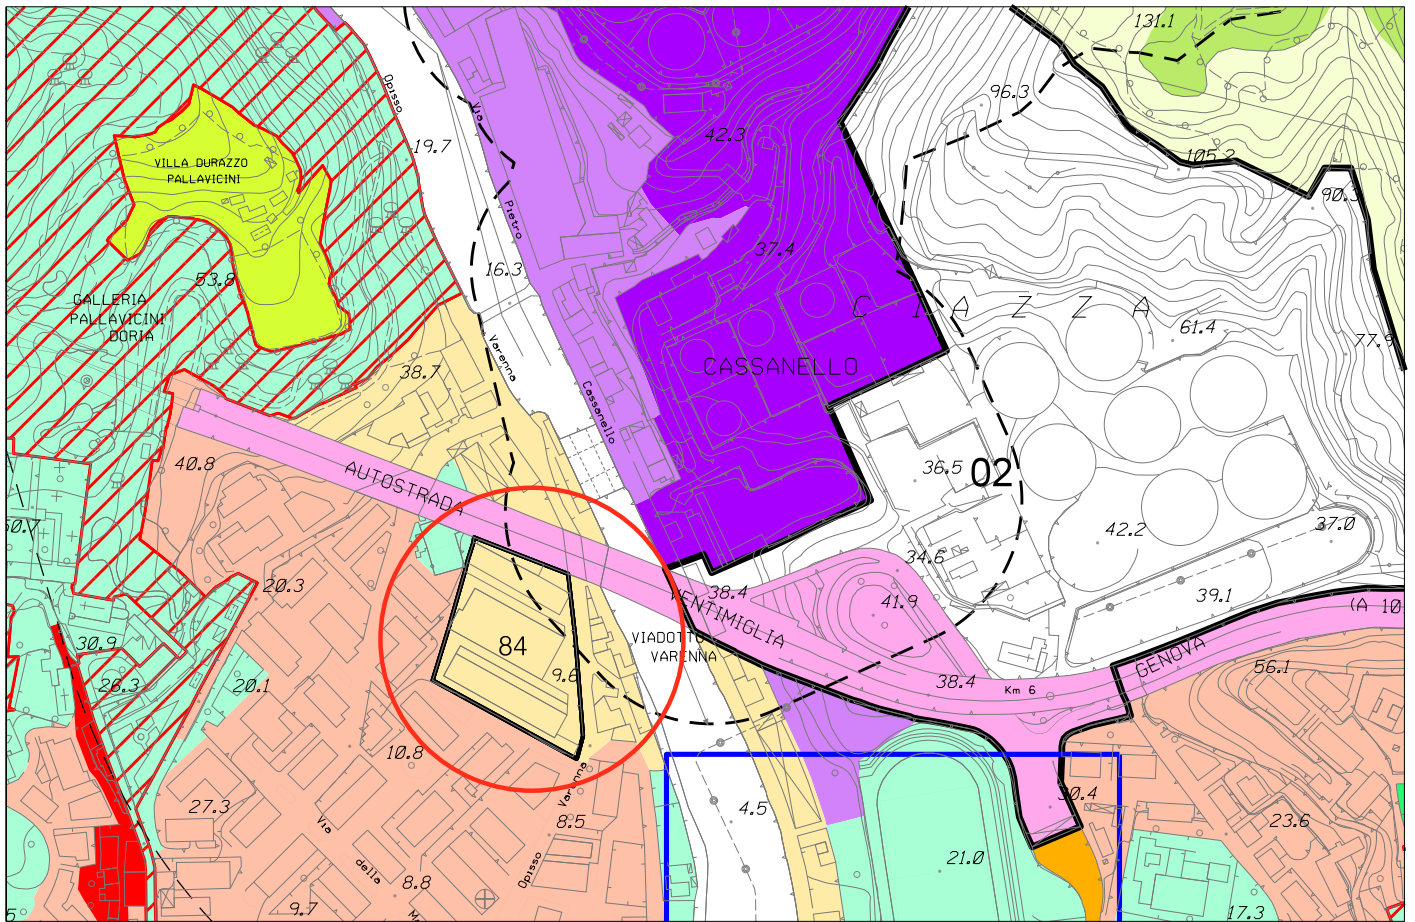 131.1
96.3
Opisso
Via
19.7
42.3
105.2
VILLA DURAZZO
PALLAVICINI
90.3
Pietro
37.4
16.3
53.8
GALLERIA
PALLAVICINI
DORIA
C I A Z Z A
61.4
77.9
Varenna
38.7
CASSANELLO
Cassanello
40.8
AUTOSTRADA
36.5
02
42.2
37.0
34.6
20.3
38.4
41.9
39.1
VENTIMIGLIA
(A 10
30.9
84
VIADOTTO
VARENNA
GENOVA
56.1
26.3
20.1
9.6
38.4
Km 6
10.8
Varenna
30.4
27.3
Via
4.5
8.5
23.6
della
Opisso
21.0
8.8
9.7
17.3